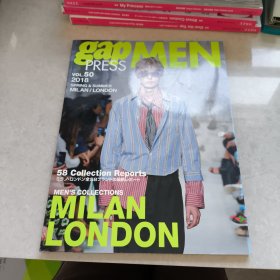 gap MEN
PRESS
VOL.50
2018
SPRING & SUMMER
MILAN / LONDON
58 Collection Reports
MEN'S COLLECTIONS
MILAN
LONDON